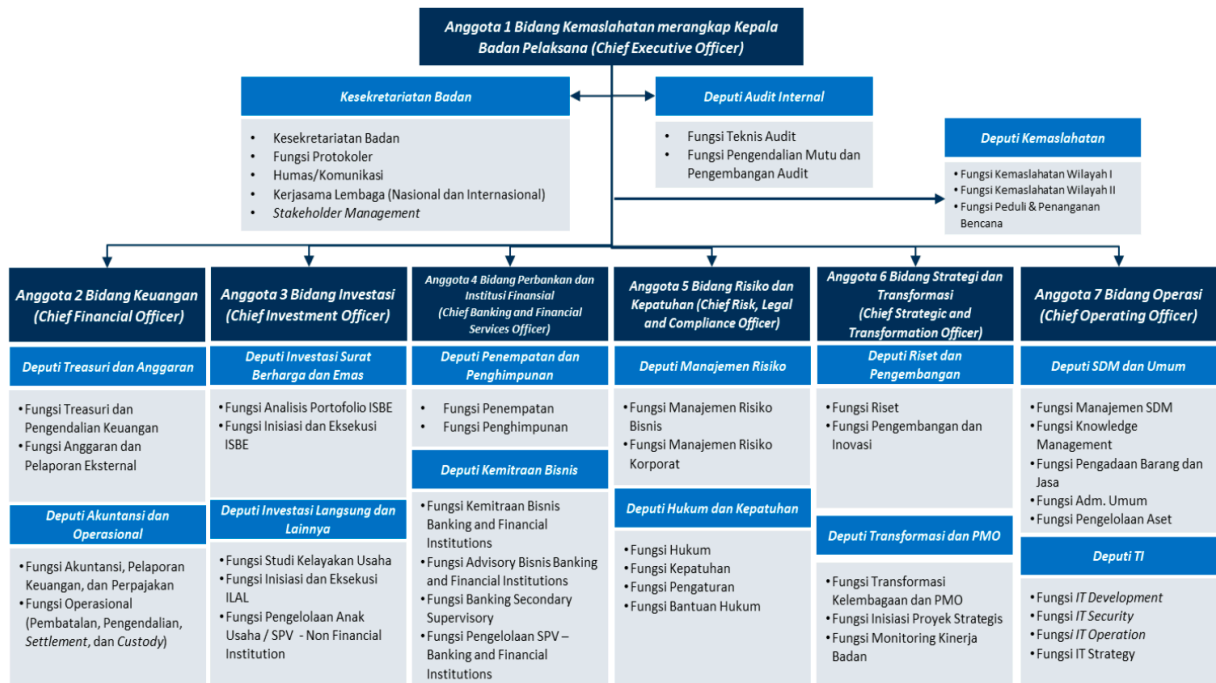 Anggota 1 Bidang Kemaslahatan merangkap Kepala
Badan Pelaksana (Chief Executive Officer)
Kesekretariatan Badan
• Kesekretariatan Badan
• Fungsi Protokoler
• Humas/Komunikasi
• Kerjasama Lembaga (Nasional dan Internasional)
• Stakeholder Management
Deputi Audit Internal
• Fungsi Teknis Audit
• Fungsi Pengendalian Mutu dan
Pengembangan Audit
Deputi Kemaslahatan
• Fungsi Kemaslahatan Wilayah I
• Fungsi Kemaslahatan Wilayah II
• Fungsi Peduli & Penanganan
Bencana
Anggota 2 Bidang Keuangan
(Chief Financial Officer)
Deputi Treasuri dan Anggaran
• Fungsi Treasuri dan
Pengendalian Keuangan
• Fungsi Anggaran dan
Pelaporan Eksternal
Deputi Akuntansi dan
Operasional
• Fungsi Akuntansi, Pelaporan
Keuangan, dan Perpajakan
• Fungsi Operasional
(Pembatalan, Pengendalian,
Settlement, dan Custody)
Anggota 3 Bidang Investasi
(Chief Investment Officer)
Deputi Investasi Surat
Berharga dan Emas
• Fungsi Analisis Portofolio ISBE
• Fungsi Inisiasi dan Eksekusi
ISBE
Deputi Investasi Langsung dan
Lainnya
• Fungsi Studi Kelayakan Usaha
• Fungsi Inisiasi dan Eksekusi
ILAL
• Fungsi Pengelolaan Anak
Usaha / SPV - Non Financial
Institution
Anggota 4 Bidang Perbankan dan
Institusi Finansial
(Chief Banking and Financial
Services Officer)
Deputi Penempatan dan
Penghimpunan
• Fungsi Penempatan
• Fungsi Penghimpunan
Deputi Kemitraan Bisnis
• Fungsi Kemitraan Bisnis
Banking and Financial
Institutions
• Fungsi Advisory Bisnis Banking
and Financial Institutions
• Fungsi Banking Secondary
Supervisory
• Fungsi Pengelolaan SPV –
Banking and Financial
Institutions
Anggota 5 Bidang Risiko dan
Kepatuhan (Chief Risk, Legal
and Compliance Officer)
Deputi Manajemen Risiko
• Fungsi Manajemen Risiko
Bisnis
• Fungsi Manajemen Risiko
Korporat
Deputi Hukum dan Kepatuhan
• Fungsi Hukum
• Fungsi Kepatuhan
• Fungsi Pengaturan
• Fungsi Bantuan Hukum
Anggota 6 Bidang Strategi dan
Transformasi
(Chief Strategic and
Transformation Officer)
Deputi Riset dan
Pengembangan
• Fungsi Riset
• Fungsi Pengembangan dan
Inovasi
Deputi Transformasi dan PMO
• Fungsi Transformasi
Kelembagaan dan PMO
• Fungsi Inisiasi Proyek Strategis
• Fungsi Monitoring Kinerja
Badan
Anggota 7 Bidang Operasi
(Chief Operating Officer)
Deputi SDM dan Umum
• Fungsi Manajemen SDM
• Fungsi Knowledge
Management
• Fungsi Pengadaan Barang dan
Jasa
• Fungsi Adm. Umum
• Fungsi Pengelolaan Aset
Deputi TI
• Fungsi IT Development
• Fungsi IT Security
• Fungsi IT Operation
• Fungsi IT Strategy